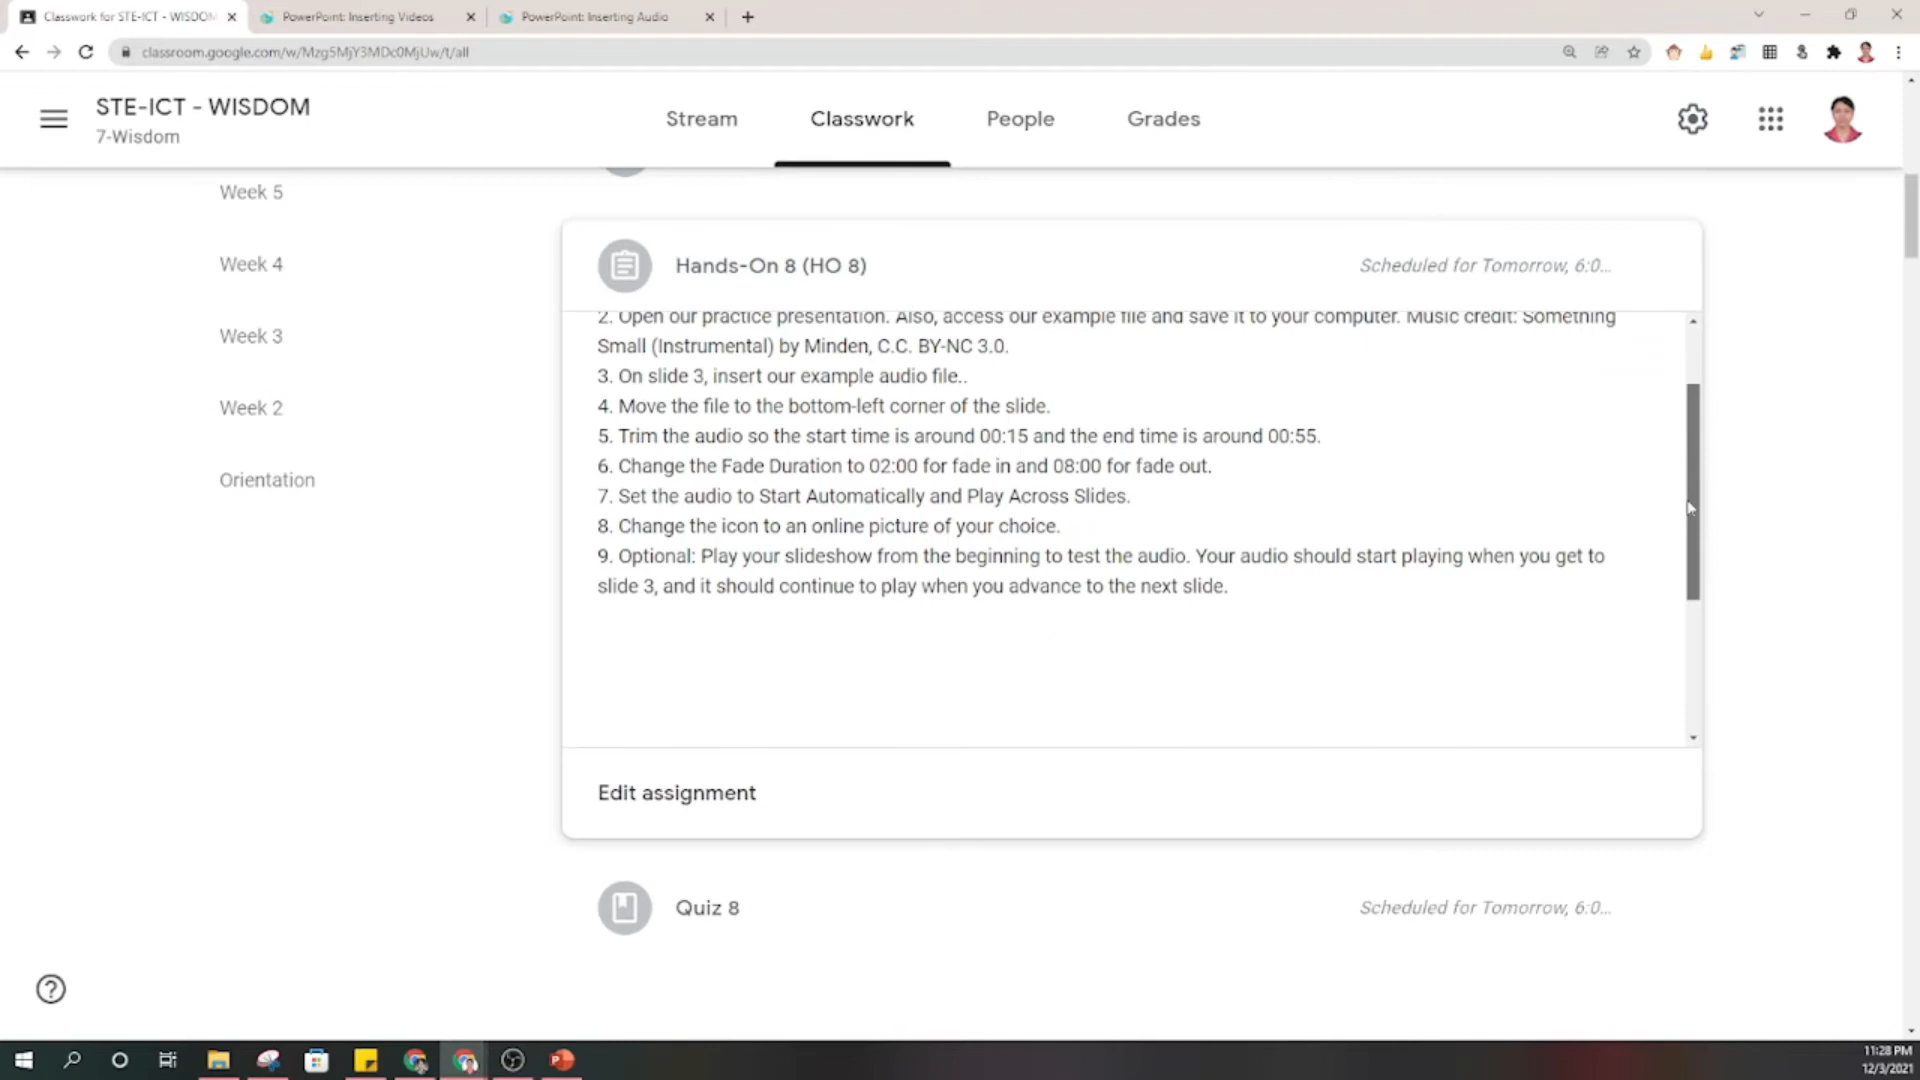 Classwork for STE-ICT - WISDOM
PowerPoint: Inserting Videos
PowerPoint: Inserting Audio
classroom.google.com/w/Mzg5MjY3MDc0MjUw/t/all
STE-ICT - WISDOM
7-Wisdom
Stream
Classwork
People
Grades
Week 5
Week 4
Week 3
Week 2
Orientation
Hands-On 8 (HO 8)
Scheduled for Tomorrow, 6:0...
2. Open our practice presentation. Also, access our example file and save it to your computer. Music credit: Something
Small (Instrumental) by Minden, C.C. BY-NC 3.0.
3. On slide 3, insert our example audio file..
4. Move the file to the bottom-left corner of the slide.
5. Trim the audio so the start time is around 00:15 and the end time is around 00:55.
6. Change the Fade Duration to 02:00 for fade in and 08:00 for fade out.
7. Set the audio to Start Automatically and Play Across Slides.
8. Change the icon to an online picture of your choice.
9. Optional: Play your slideshow from the beginning to test the audio. Your audio should start playing when you get to
slide 3, and it should continue to play when you advance to the next slide.
Edit assignment
Quiz 8
Scheduled for Tomorrow, 6:0...
11:28 PM
12/3/2021